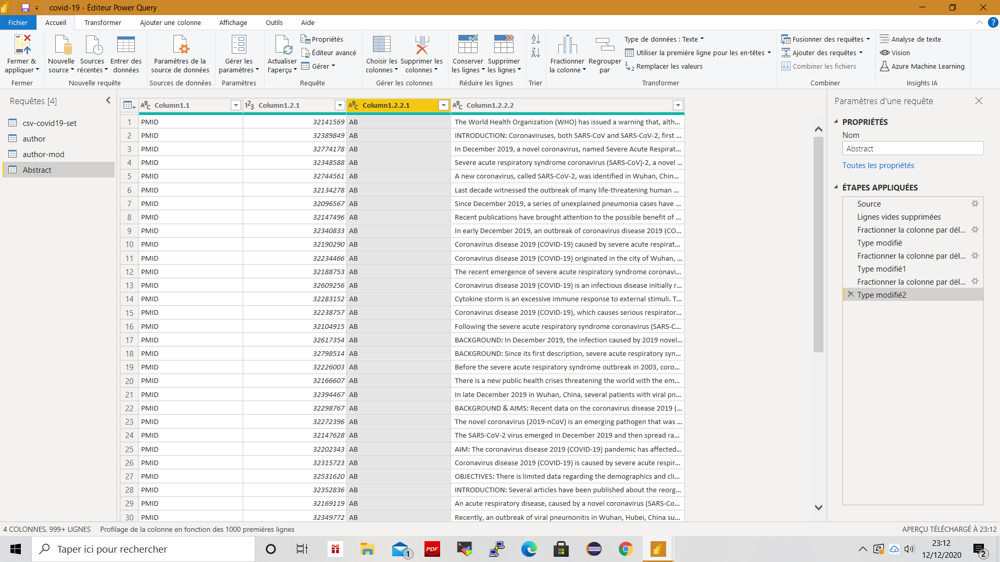 covid-19 - Éditeur Power Query
Fichier Accueil Transformer Ajouter une colonne Affichage Outils Aide
Fermer & appliquer
Nouvelle source
Sources récentes
Entrer des données
Paramètres de la source de données
Gérer les paramètres
Actualiser l'aperçu
Propriétés
Éditeur avancé
Gérer
Choisir les colonnes
Supprimer les colonnes
Conserver les lignes
Supprimer les lignes
Fractionner la colonne
Regrouper par
Type de données : Texte
Utiliser la première ligne pour les en-têtes
Remplacer les valeurs
Fusionner des requêtes
Ajouter des requêtes
Combiner les fichiers
Analyse de texte
Vision
Azure Machine Learning
Fermer Nouvelle requête Sources de données Paramètres Requête Gérer les colonnes Réduire les lignes Trier Transformer Combiner Insights IA
Requêtes [4]
csv-covid19-set
author
author-mod
Abstract
Column1.1 Column1.2.1 Column1.2.2.1 Column1.2.2.2
1 PMID 32141569 AB The World Health Organization (WHO) has issued a warning that, alth...
2 PMID 32389849 AB INTRODUCTION: Coronaviruses, both SARS-CoV and SARS-CoV-2, first ...
3 PMID 32774178 AB In December 2019, a novel coronavirus, named Severe Acute Respirat...
4 PMID 32348588 AB Severe acute respiratory syndrome coronavirus (SARS-CoV)-2, a novel ...
5 PMID 32744561 AB A new coronavirus, called SARS-CoV-2, was identified in Wuhan, Chin...
6 PMID 32134278 AB Last decade witnessed the outbreak of many life-threatening human ...
7 PMID 32096567 AB Since December 2019, a series of unexplained pneumonia cases have ...
8 PMID 32147496 AB Recent publications have brought attention to the possible benefit of ...
9 PMID 32340833 AB In early December 2019, an outbreak of coronavirus disease 2019 (CO...
10 PMID 32190290 AB Coronavirus disease 2019 (COVID-19) caused by severe acute respirat...
11 PMID 32234466 AB Coronavirus disease 2019 (COVID-19) originated in the city of Wuhan, ...
12 PMID 32188753 AB The recent emergence of severe acute respiratory syndrome coronavi...
13 PMID 32609256 AB Coronavirus disease 2019 (COVID-19) is an infectious disease initially r...
14 PMID 32283152 AB Cytokine storm is an excessive immune response to external stimuli. T...
15 PMID 32238757 AB Coronavirus disease 2019 (COVID-19), which causes serious respirator...
16 PMID 32104915 AB Following the severe acute respiratory syndrome coronavirus (SARS-C...
17 PMID 32617354 AB BACKGROUND: In December 2019, the infection caused by 2019 novel...
18 PMID 32798514 AB BACKGROUND: Since its first description, severe acute respiratory syn...
19 PMID 32226003 AB Before the severe acute respiratory syndrome outbreak in 2003, coro...
20 PMID 32166607 AB There is a new public health crises threatening the world with the em...
21 PMID 32394467 AB In late December 2019 in Wuhan, China, several patients with viral pn...
22 PMID 32298767 AB BACKGROUND & AIMS: Recent data on the coronavirus disease 2019 (...
23 PMID 32272396 AB The novel coronavirus (2019-nCoV) is an emerging pathogen that was ...
24 PMID 32147628 AB The SARS-CoV-2 virus emerged in December 2019 and then spread ra...
25 PMID 32202343 AB AIM: The coronavirus disease 2019 (COVID-19) pandemic has affected...
26 PMID 32315723 AB Coronavirus disease 2019 (COVID-19) is caused by severe acute respir...
27 PMID 32531620 AB OBJECTIVES: There is limited data regarding the demographics and cli...
28 PMID 32352836 AB INTRODUCTION: Several articles have been published about the reorg...
29 PMID 32169119 AB An acute respiratory disease, caused by a novel coronavirus (SARS-Co...
30 PMID 32349772 AB Recently, an outbreak of viral pneumonitis in Wuhan, Hubei, China su...
Paramètres d'une requête
PROPRIÉTÉS
Nom
Abstract
Toutes les propriétés
ÉTAPES APPLIQUÉES
Source
Lignes vides supprimées
Fractionner la colonne par dél...
Type modifié
Fractionner la colonne par dél...
Type modifié1
Fractionner la colonne par dél...
Type modifié2
4 COLONNES, 999+ LIGNES Profilage de la colonne en fonction des 1000 premières lignes APERÇU TÉLÉCHARGÉ À 23:12
Taper ici pour rechercher
1
PDF
23:12
12/12/2020
2